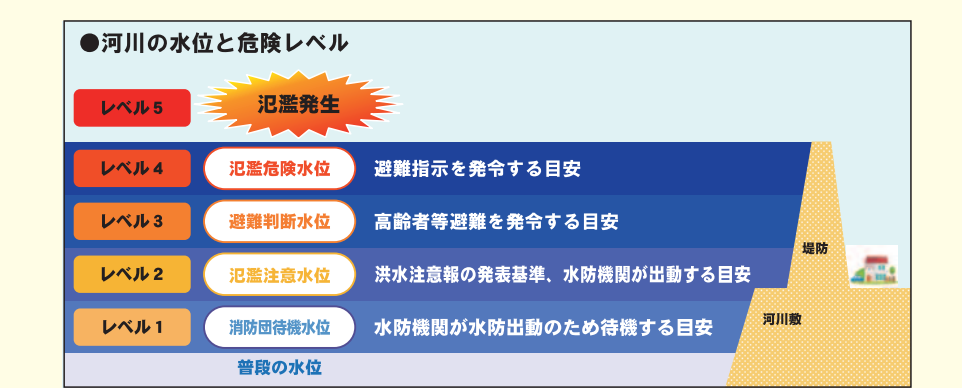 ●河川の水位と危険レベル
レベル5 氾濫発生
レベル4 氾濫危険水位 避難指示を発令する目安
レベル3 避難判断水位 高齢者等避難を発令する目安
堤防
レベル2 氾濫注意水位 洪水注意報の発表基準、水防機関が出動する目安
レベル1 消防団待機水位 水防機関が水防出動のため待機する目安
河川敷
普段の水位